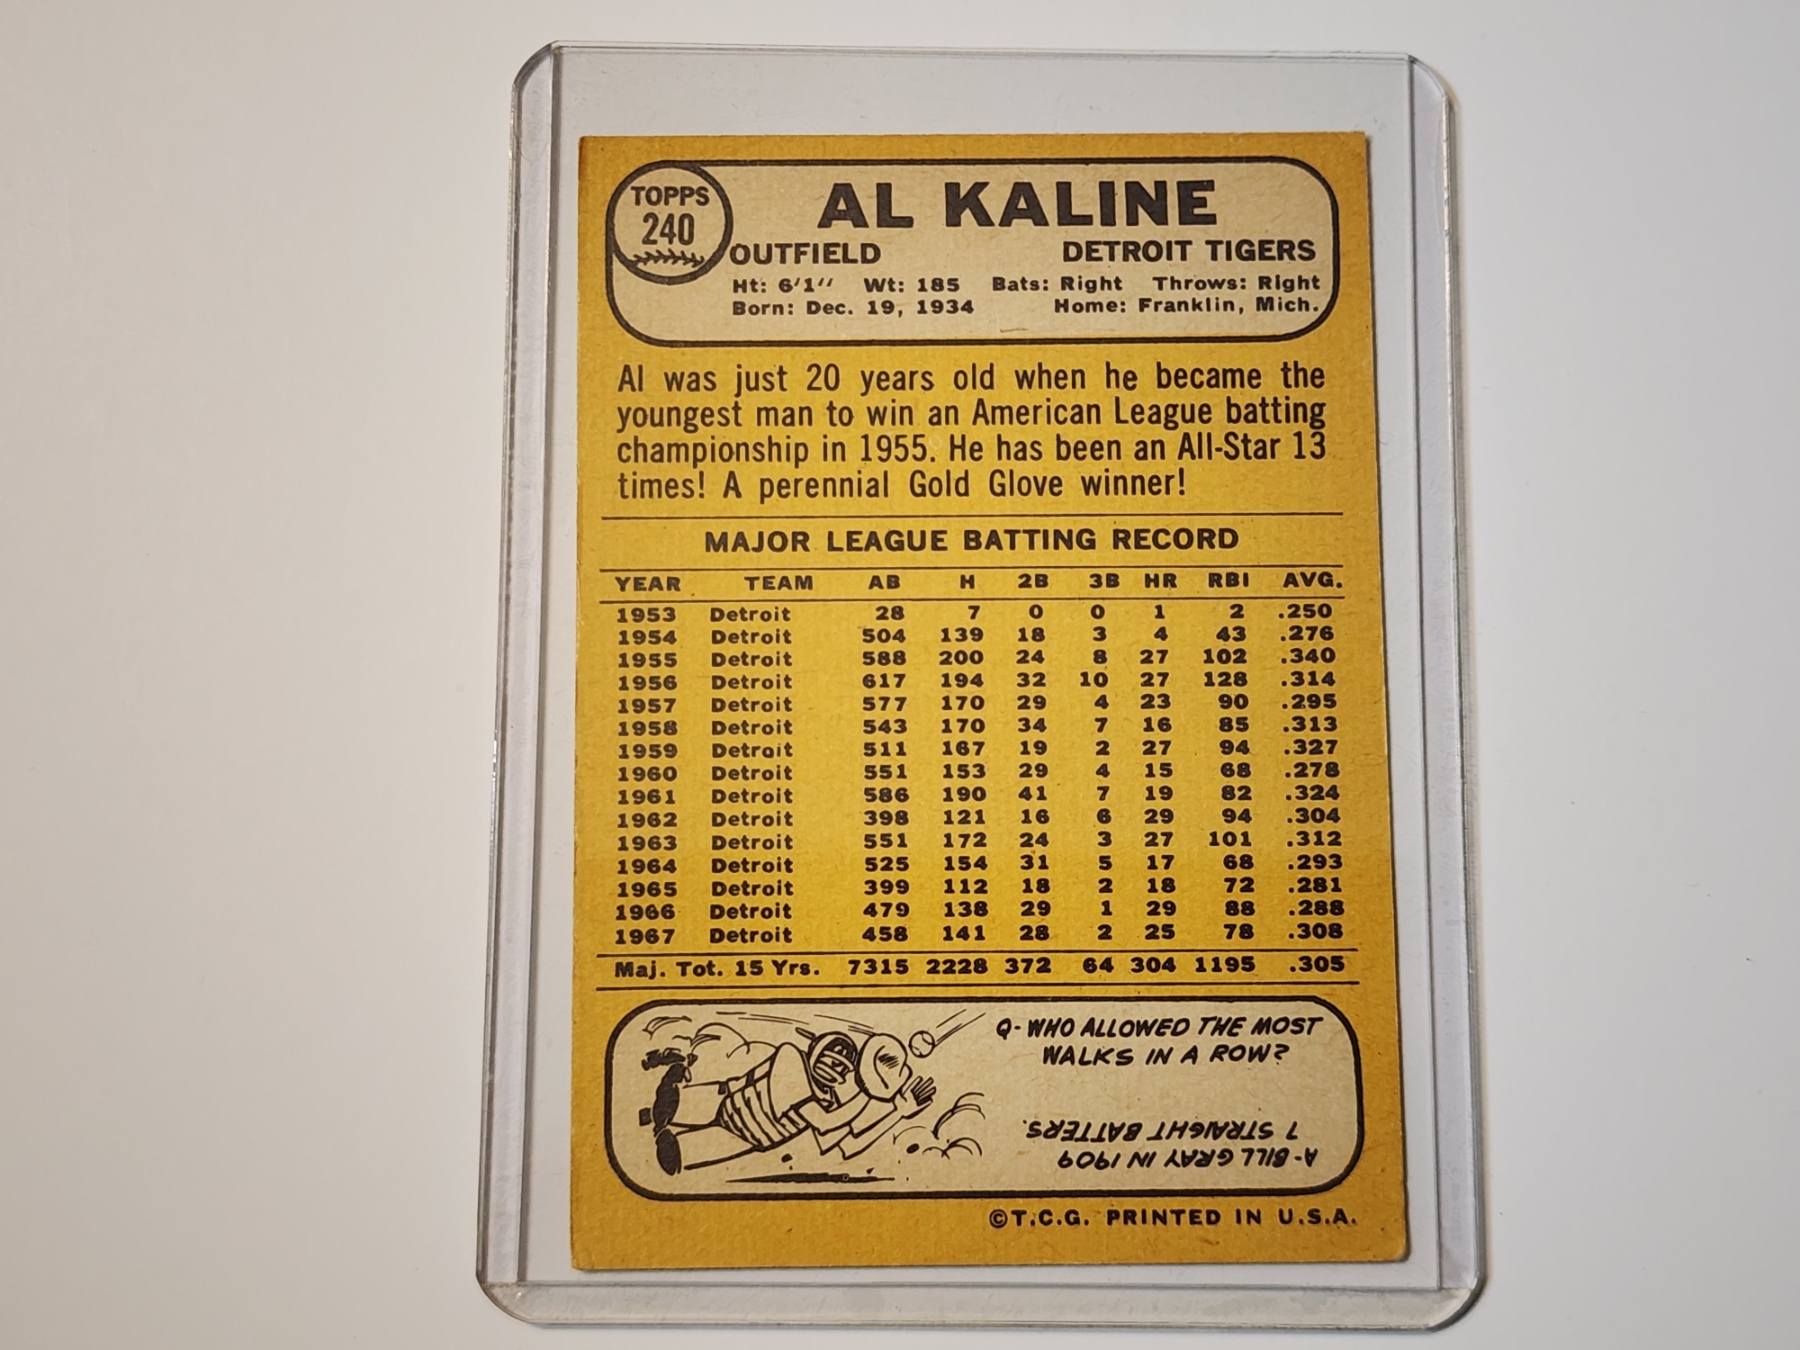 TOPPS
240
AL KALINE
OUTFIELD DETROIT TIGERS
Ht: 6'1" Wt: 185 Bats: Right Throws: Right
Born: Dec. 19, 1934 Home: Franklin, Mich.
Al was just 20 years old when he became the
youngest man to win an American League batting
championship in 1955. He has been an All-Star 13
times! A perennial Gold Glove winner!
MAJOR LEAGUE BATTING RECORD
YEAR TEAM AB H 2B 3B HR RBI AVG.
1953 Detroit 28 7 0 0 1 2 .250
1954 Detroit 504 139 18 3 4 43 .276
1955 Detroit 588 200 24 8 27 102 .340
1956 Detroit 617 194 32 10 27 128 .314
1957 Detroit 577 170 29 4 23 90 .295
1958 Detroit 543 170 34 7 16 85 .313
1959 Detroit 511 167 19 2 27 94 .327
1960 Detroit 551 153 29 4 15 68 .278
1961 Detroit 586 190 41 7 19 82 .324
1962 Detroit 398 121 16 6 29 94 .304
1963 Detroit 551 172 24 3 27 101 .312
1964 Detroit 525 154 31 5 17 68 .293
1965 Detroit 399 112 18 2 18 72 .281
1966 Detroit 479 138 29 1 29 88 .288
1967 Detroit 458 141 28 2 25 78 .308
Maj. Tot. 15 Yrs. 7315 2228 372 64 304 1195 .305
Q-WHO ALLOWED THE MOST
WALKS IN A ROW?
A-BILL GRAY IN 1909
7 STRAIGHT BATTERS.
©T.C.G. PRINTED IN U.S.A.